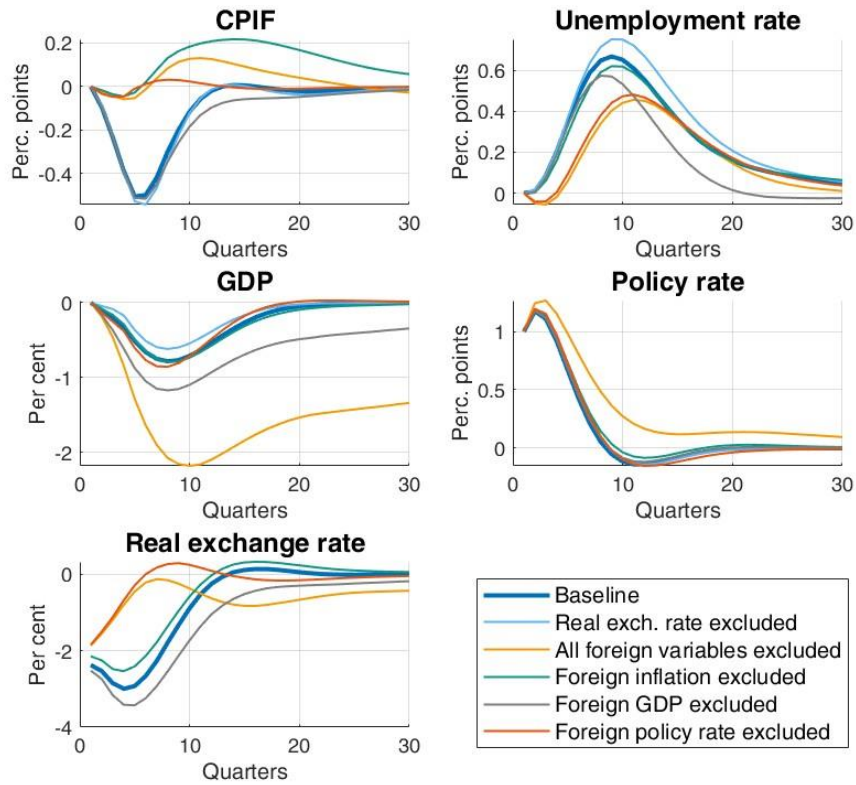 CPIF
Perc. points
0.2
0
-0.2
-0.4
0
10
20
30
Quarters
Unemployment rate
Perc. points
0.6
0.4
0.2
0
0
10
20
30
Quarters
GDP
Per cent
0
-1
-2
0
10
20
30
Quarters
Policy rate
Perc. points
1
0.5
0
0
10
20
30
Quarters
Real exchange rate
Per cent
0
-2
-4
0
10
20
30
Quarters
Baseline
Real exch. rate excluded
All foreign variables excluded
Foreign inflation excluded
Foreign GDP excluded
Foreign policy rate excluded